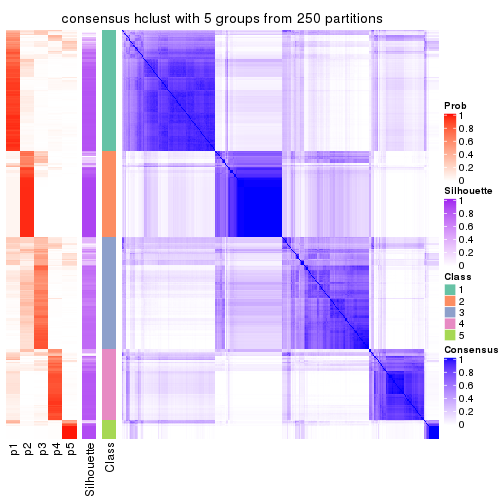 consensus hclust with 5 groups from 250 partitions
Prob
1
0.8
0.6
0.4
0.2
0
Silhouette
1
0.8
0.6
0.4
0.2
0
Class
1
2
3
4
5
Consensus
1
0.8
0.6
0.4
0.2
0
p1
p2
p3
p4
p5
Silhouette
Class